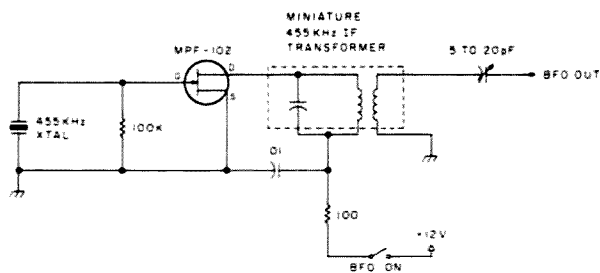 MINIATURE
455KHz IF
TRANSFORMER
MPF-102
5 TO 20pF
G
D
S
BFO OUT
455KHz
XTAL
100K
.01
100
+12V
BFO ON